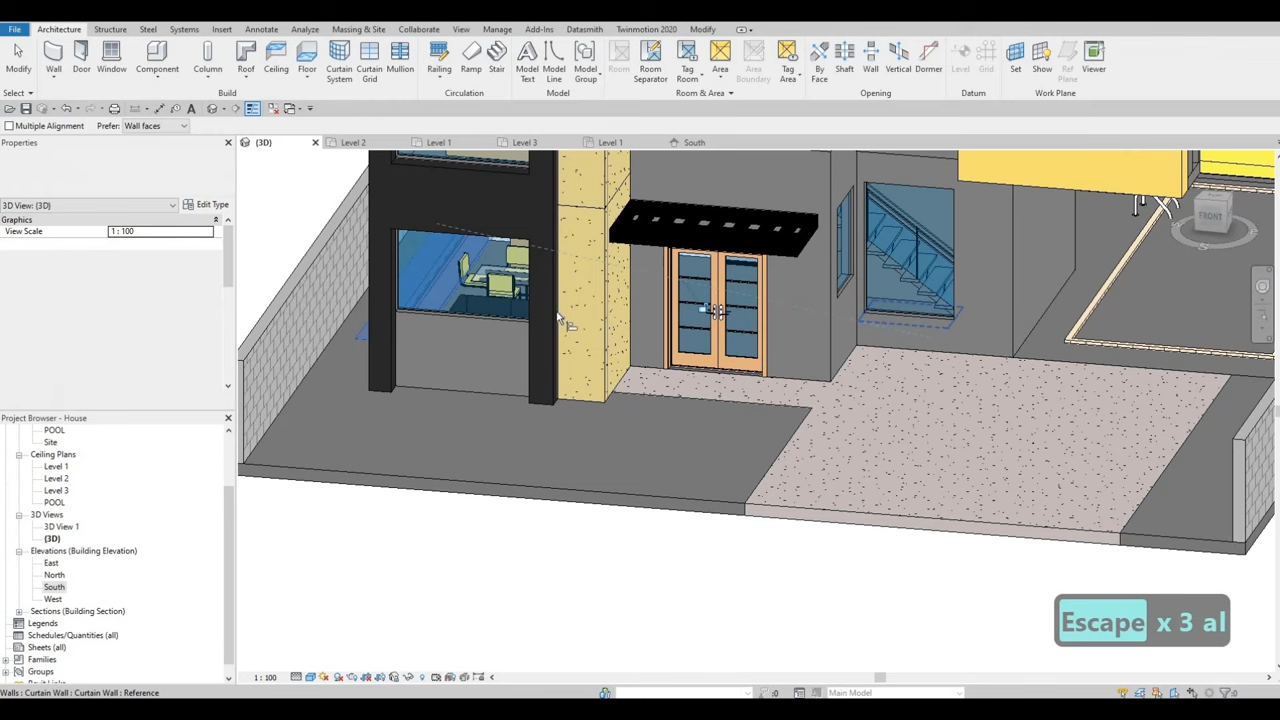 File Architecture Structure Steel Systems Insert Annotate Analyze Massing & Site Collaborate View Manage Add-Ins Datasmith Twinmotion 2020 Modify
Modify Wall Door Window Component Column Roof Ceiling Floor Curtain System Curtain Grid Mullion Railing Ramp Stair Model Text Model Line Model Group Room Room Separator Tag Room Area Area Boundary Tag Area By Face Shaft Wall Vertical Dormer Level Grid Set Show Ref Plane Viewer
Select Build Circulation Model Room & Area Opening Datum Work Plane
Multiple Alignment Prefer: Wall faces
Properties
(3D) Level 2 Level 1 Level 3 Level 1 South
3D View: {3D} Edit Type
Graphics
View Scale 1 : 100
FRONT
Project Browser - House
POOL
Site
Ceiling Plans
Level 1
Level 2
Level 3
POOL
3D Views
3D View 1
{3D}
Elevations (Building Elevation)
East
North
South
West
Sections (Building Section)
Legends
Schedules/Quantities (all)
Sheets (all)
Families
Groups
Escape x 3 al
1 : 100
Walls : Curtain Wall : Curtain Wall : Reference
:0 Main Model :0